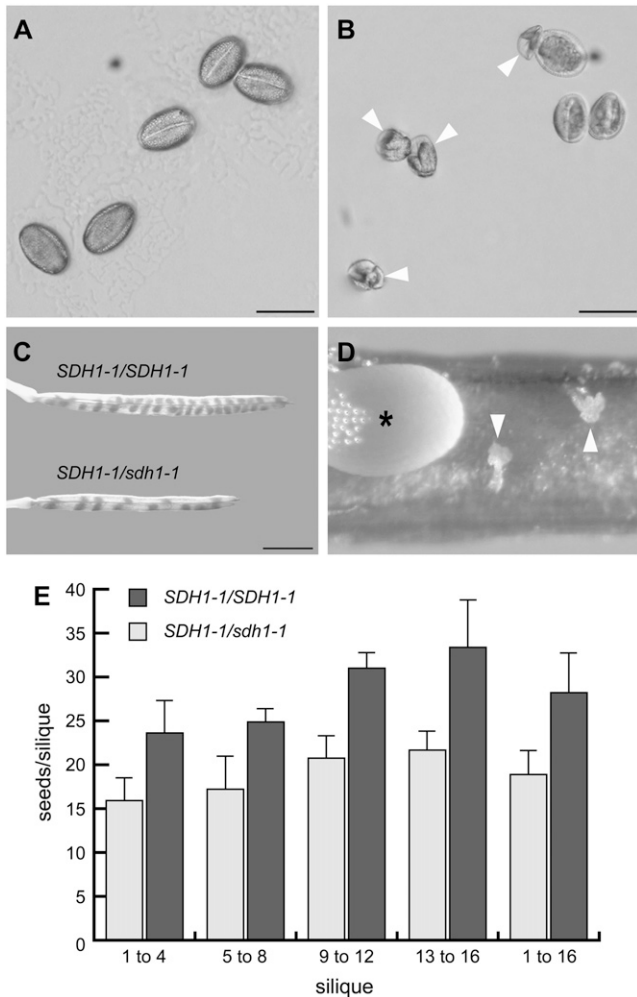 A
B
C
SDH1-1/SDH1-1
SDH1-1/sdh1-1
D
*
E
SDH1-1/SDH1-1
SDH1-1/sdh1-1
seeds/silique
40
35
30
25
20
15
10
5
0
1 to 4
5 to 8
9 to 12
13 to 16
1 to 16
silique